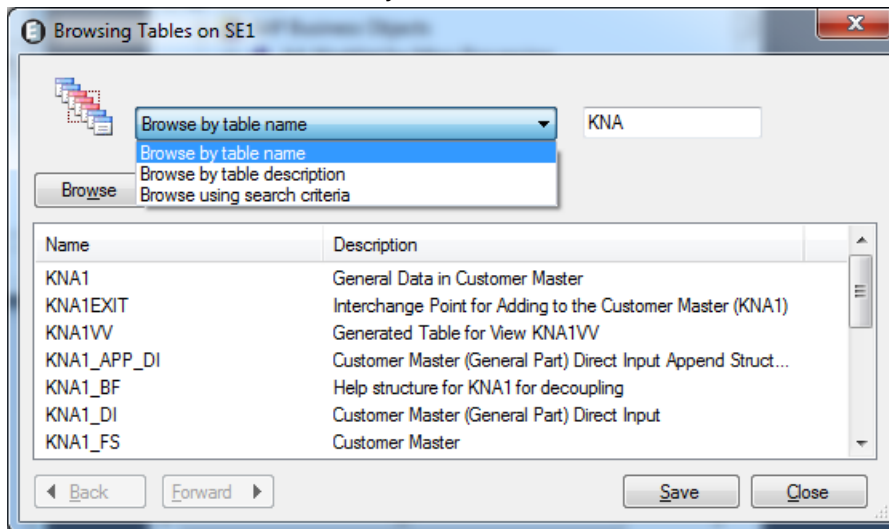 Browsing Tables on SE1
Browse by table name KNA
Browse by table name
Browse by table description
Browse using search criteria
Browse
Name Description
KNA1 General Data in Customer Master
KNA1EXIT Interchange Point for Adding to the Customer Master (KNA1)
KNA1VV Generated Table for View KNA1VV
KNA1_APP_DI Customer Master (General Part) Direct Input Append Struct...
KNA1_BF Help structure for KNA1 for decoupling
KNA1_DI Customer Master (General Part) Direct Input
KNA1_FS Customer Master
Back Forward Save Close